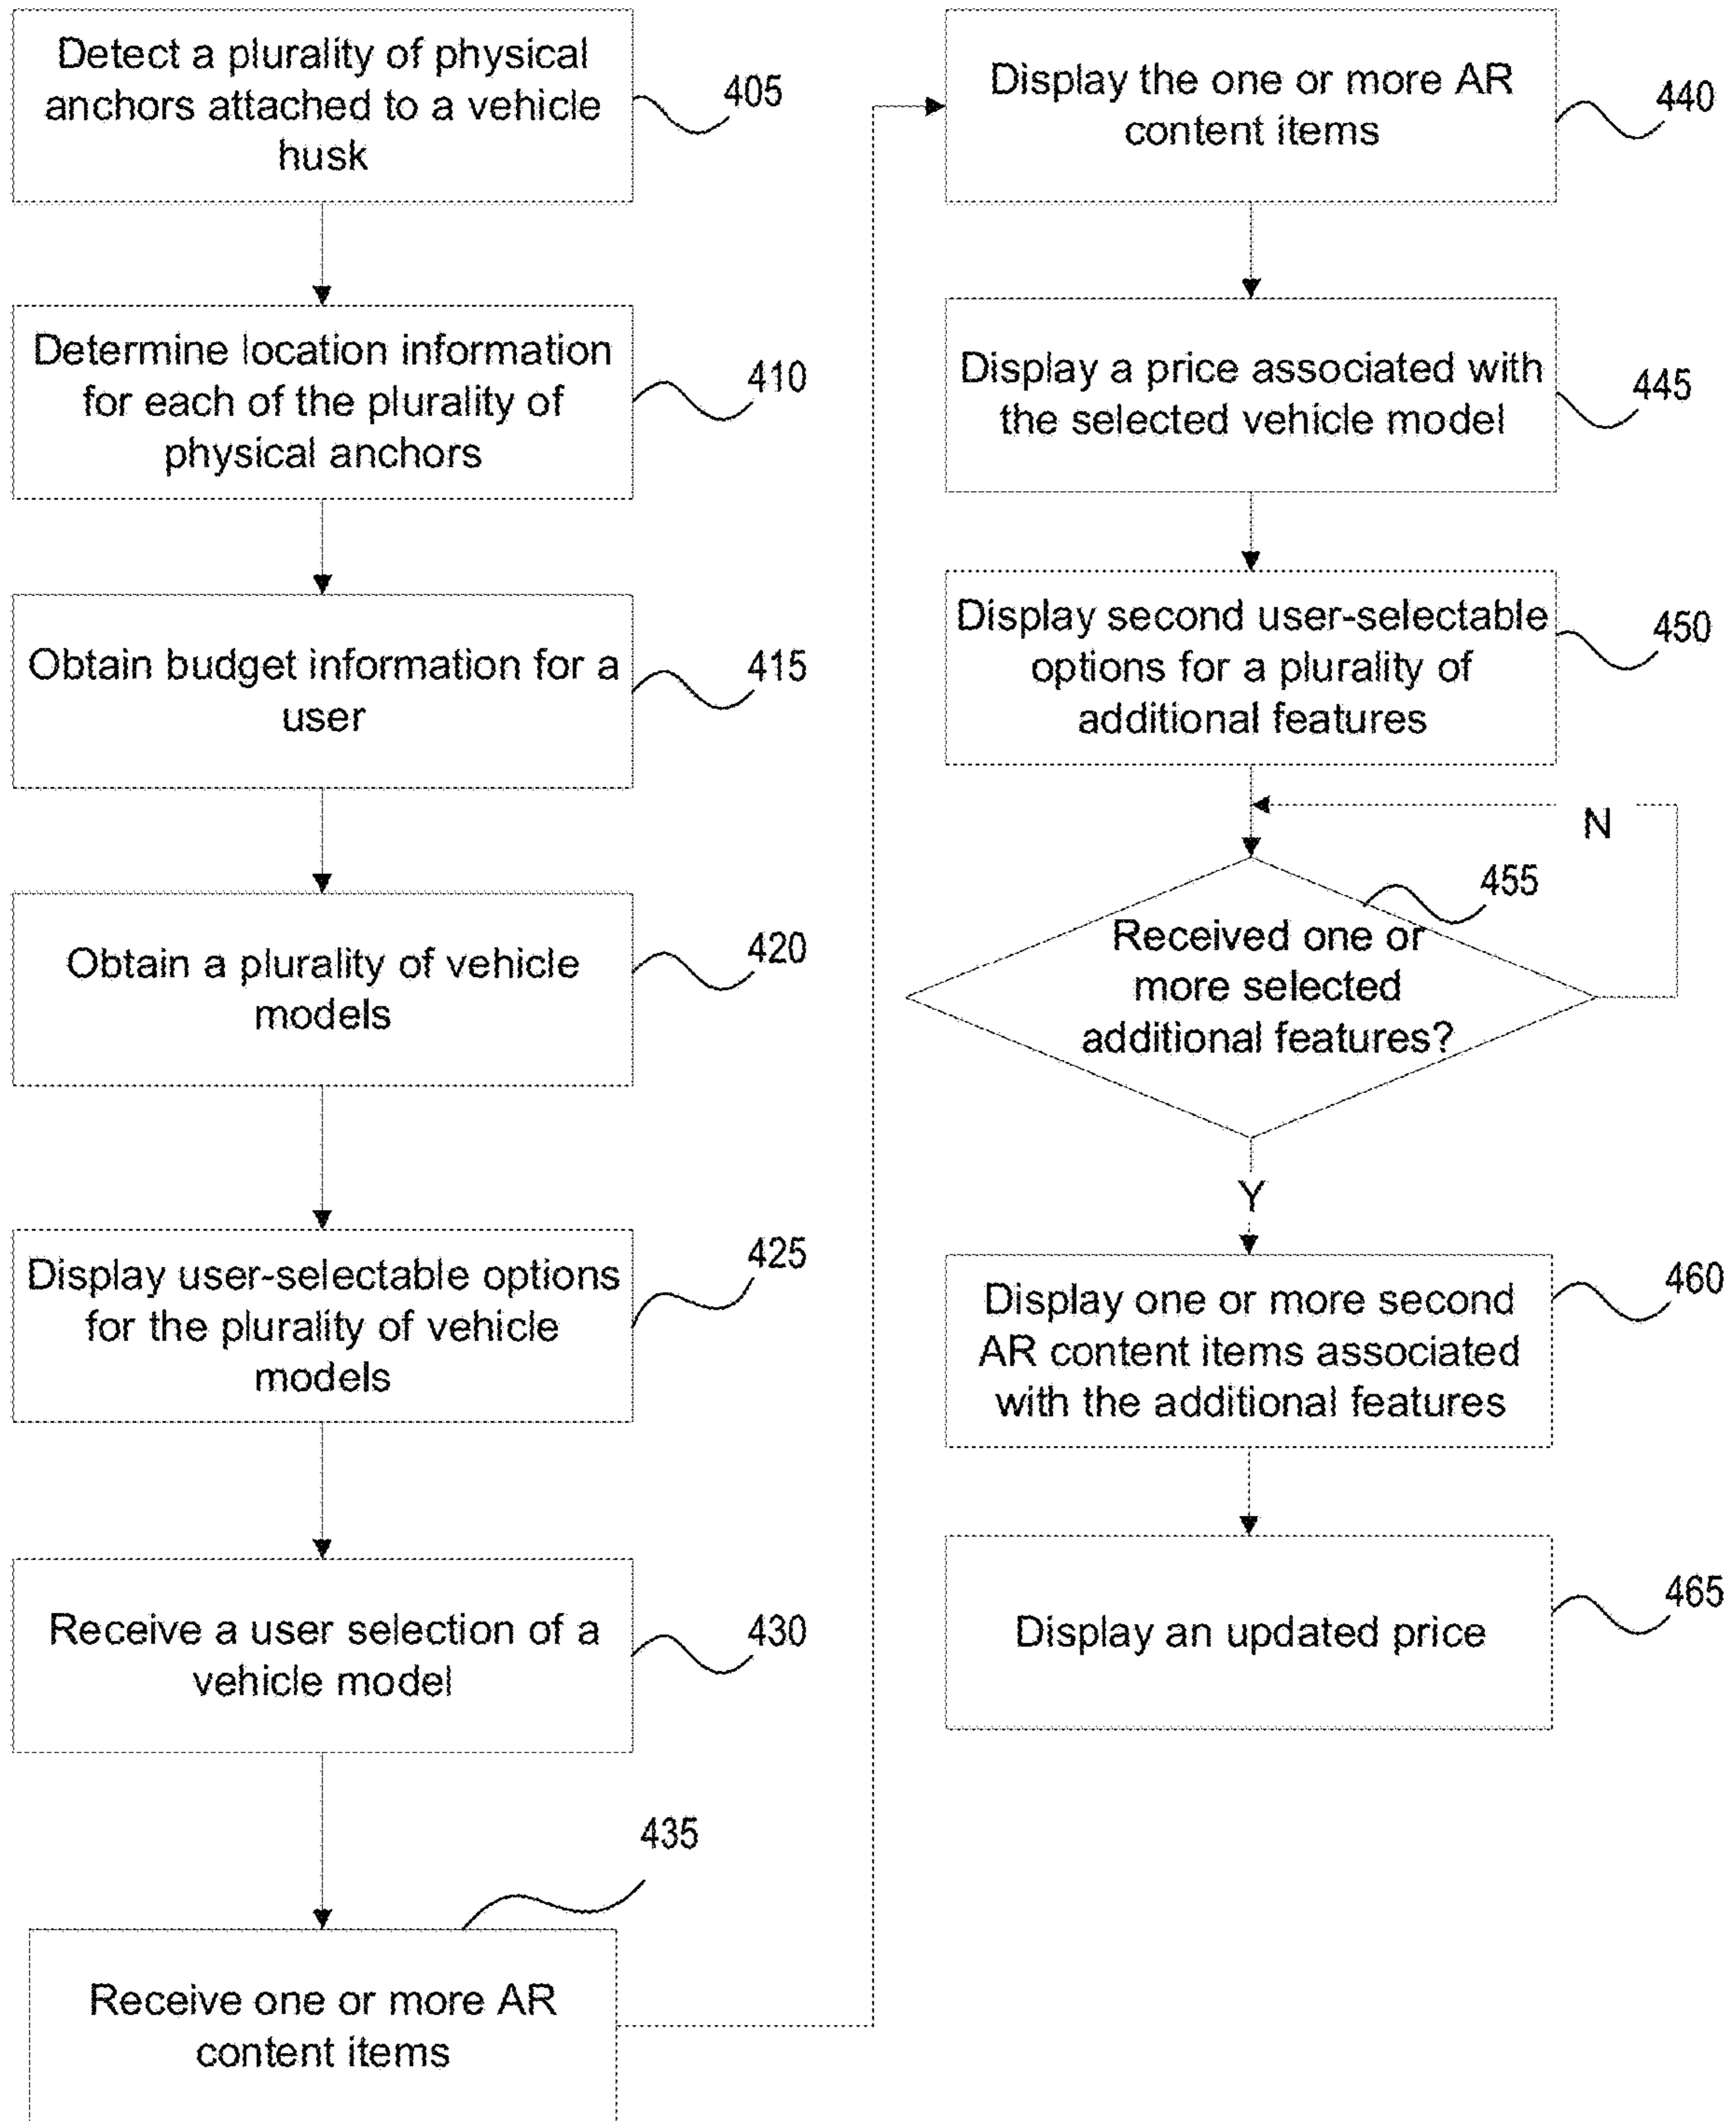 Detect a plurality of physical
anchors attached to a vehicle
husk
405
Determine location information
for each of the plurality of
physical anchors
410
Obtain budget information for a
user
415
Obtain a plurality of vehicle
models
420
Display user-selectable options
for the plurality of vehicle
models
425
Receive a user selection of a
vehicle model
430
435
Receive one or more AR
content items
Display the one or more AR
content items
440
Display a price associated with
the selected vehicle model
445
Display second user-selectable
options for a plurality of
additional features
450
N
455
Received one or
more selected
additional features?
Y
Display one or more second
AR content items associated
with the additional features
460
Display an updated price
465